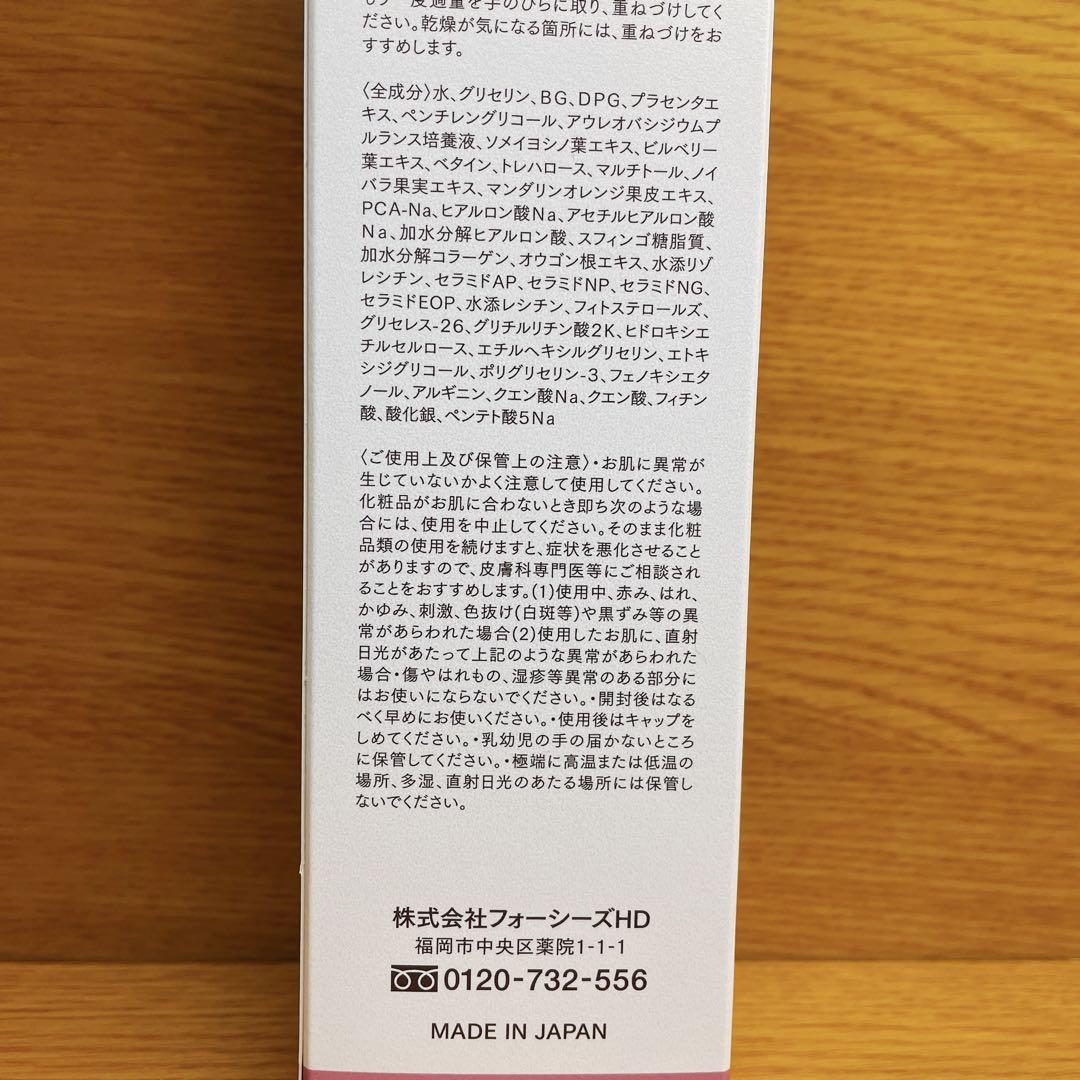 度適量を手のひらに取り、重ねづけしてく
ださい。乾燥が気になる箇所には、重ねづけをお
すすめします。
〈全成分〉水、グリセリン、BG、DPG、プラセンタエ
キス、ペンチレングリコール、アウレオバシジウムプ
ルランス培養液、ソメイヨシノ葉エキス、ビルベリー
葉エキス、ベタイン、トレハロース、マルチトール、ノイ
バラ果実エキス、マンダリンオレンジ果皮エキス、
PCA-Na、ヒアルロン酸Na、アセチルヒアルロン酸
Na、加水分解ヒアルロン酸、スフィンゴ糖脂質、
加水分解コラーゲン、オウゴン根エキス、水添リゾ
レシチン、セラミドAP、セラミドNP、セラミドNG、
セラミドEOP、水添レシチン、フィトステロールズ、
グリセレス-26、グリチルリチン酸2K、ヒドロキシエ
チルセルロース、エチルヘキシルグリセリン、エトキ
シジグリコール、ポリグリセリン-3、フェノキシエタ
ノール、アルギニン、クエン酸Na、クエン酸、フィチン
酸、酸化銀、ペンテト酸5Na
〈ご使用上及び保管上の注意〉・お肌に異常が
生じていないかよく注意して使用してください。
化粧品がお肌に合わないとき即ち次のような場
合には、使用を中止してください。そのまま化粧
品類の使用を続けますと、症状を悪化させること
がありますので、皮膚科専門医等にご相談され
ることをおすすめします。(1)使用中、赤み、はれ、
かゆみ、刺激、色抜け(白斑等)や黒ずみ等の異
常があらわれた場合(2)使用したお肌に、直射
日光があたって上記のような異常があらわれた
場合・傷やはれもの、湿疹等異常のある部分に
はお使いにならないでください。・開封後はなる
べく早めにお使いください。・使用後はキャップを
しめてください。・乳幼児の手の届かないところ
に保管してください。・極端に高温または低温の
場所、多湿、直射日光のあたる場所には保管し
ないでください。
株式会社フォーシーズHD
福岡市中央区薬院1-1-1
0120-732-556
MADE IN JAPAN